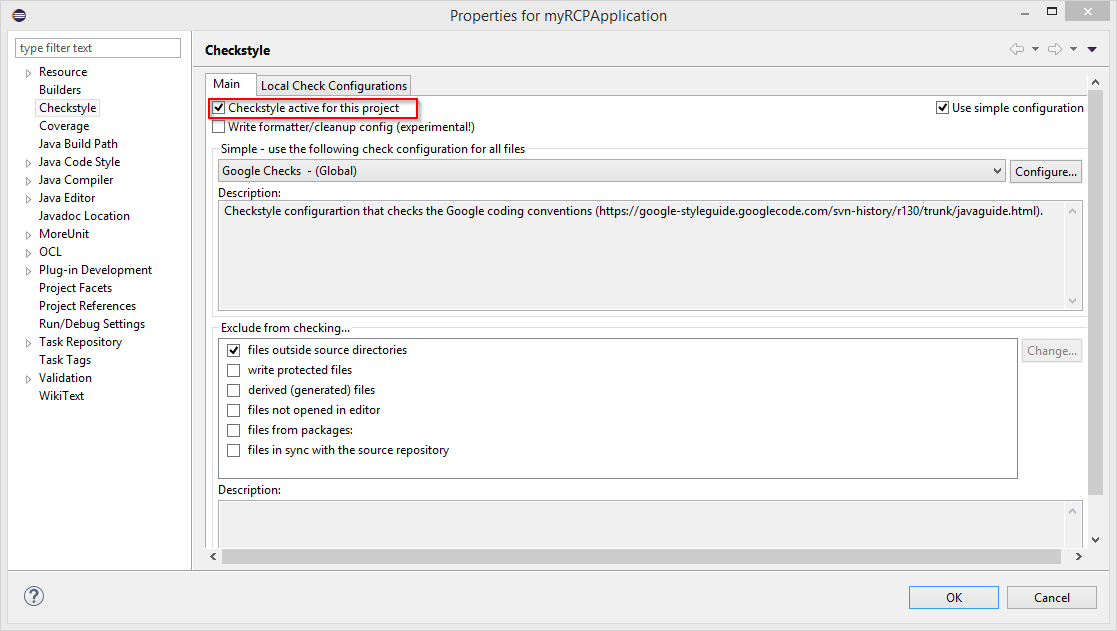 Properties for myRCPApplication
type filter text
Resource
Builders
Checkstyle
Coverage
Java Build Path
Java Code Style
Java Compiler
Java Editor
Javadoc Location
MoreUnit
OCL
Plug-in Development
Project Facets
Project References
Run/Debug Settings
Task Repository
Task Tags
Validation
WikiText
Checkstyle
Main Local Check Configurations
Checkstyle active for this project Use simple configuration
Write formatter/cleanup config (experimental!)
Simple - use the following check configuration for all files
Google Checks - (Global) Configure...
Description:
Checkstyle configurartion that checks the Google coding conventions (https://google-styleguide.googlecode.com/svn-history/r130/trunk/javaguide.html).
Exclude from checking...
files outside source directories Change...
write protected files
derived (generated) files
files not opened in editor
files from packages:
files in sync with the source repository
Description:
? OK Cancel